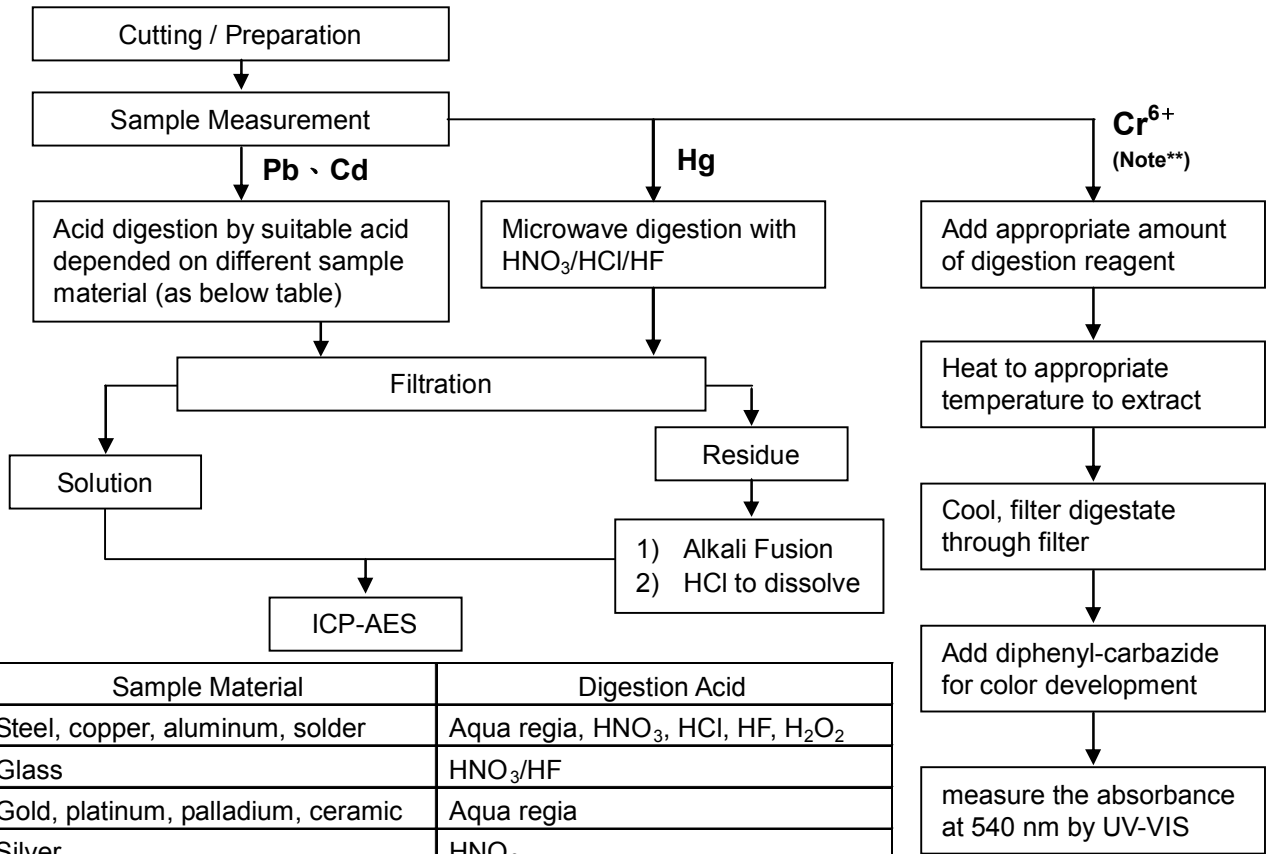 Cutting / Preparation
Sample Measurement
Pb、Cd
Hg
Cr⁶⁺
(Note**)
Acid digestion by suitable acid
depended on different sample
material (as below table)
Microwave digestion with
HNO₃/HCl/HF
Add appropriate amount
of digestion reagent
Filtration
Heat to appropriate
temperature to extract
Solution
Residue
1) Alkali Fusion
2) HCl to dissolve
Cool, filter digestate
through filter
ICP-AES
Add diphenyl-carbazide
for color development
measure the absorbance
at 540 nm by UV-VIS
Sample Material Digestion Acid
Steel, copper, aluminum, solder Aqua regia, HNO₃, HCl, HF, H₂O₂
Glass HNO₃/HF
Gold, platinum, palladium, ceramic Aqua regia
Silver HNO₃